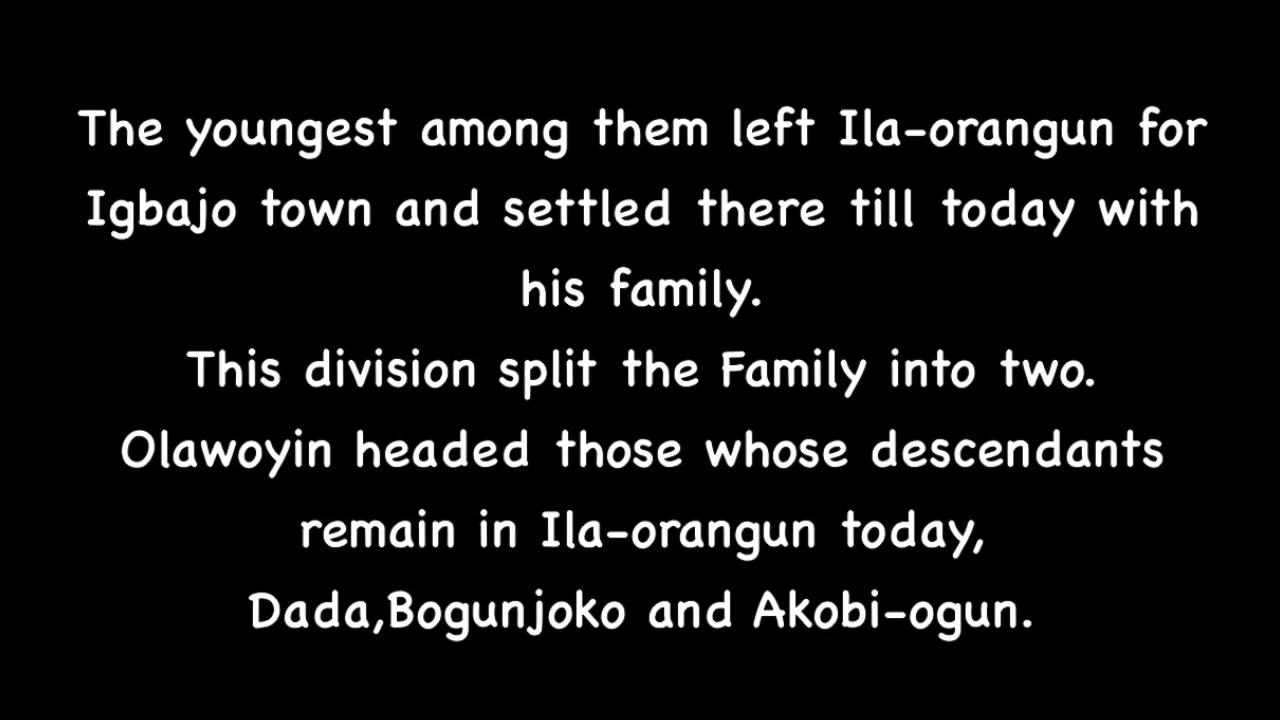 The youngest among them left Ila-orangun for
Igbajo town and settled there till today with
his family.
This division split the Family into two.
Olawoyin headed those whose descendants
remain in Ila-orangun today,
Dada,Bogunjoko and Akobi-ogun.